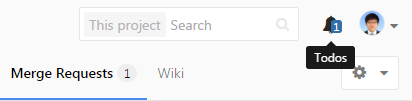 This project Search 1
Todos
Merge Requests 1 Wiki